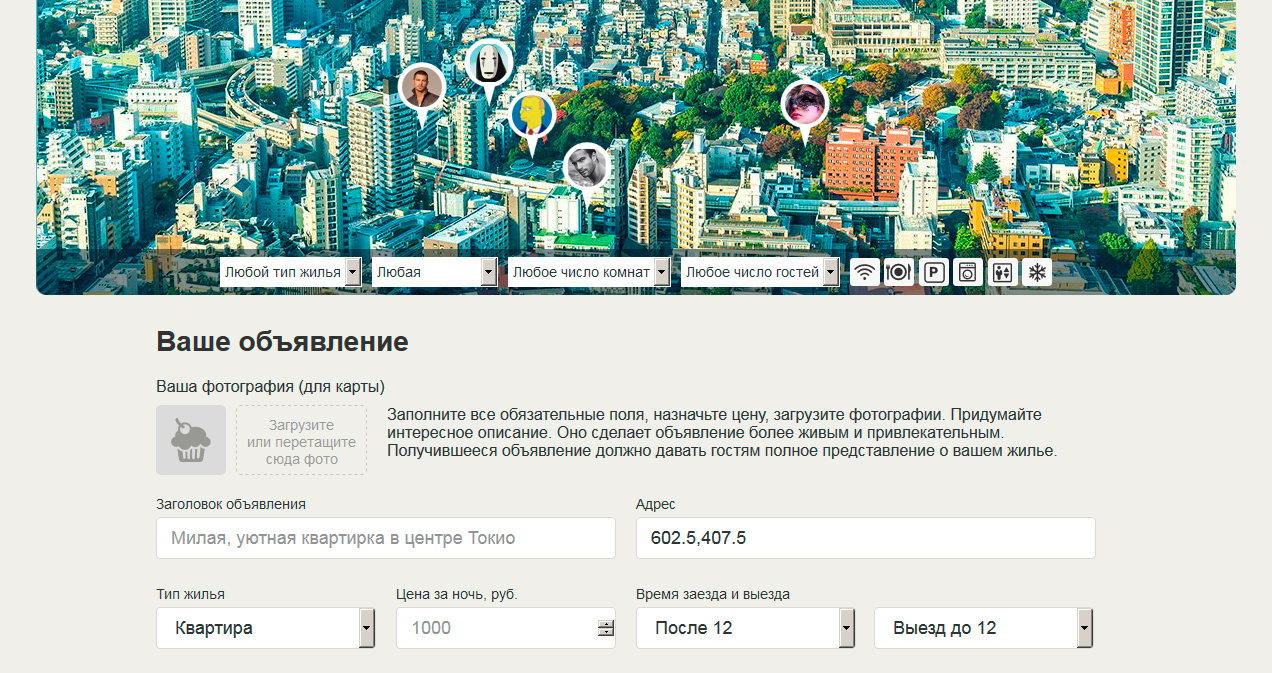 Любой тип жилья Любая Любое число комнат Любое число гостей P
Ваше объявление
Ваша фотография (для карты)
Загрузите
или перетащите
сюда фото
Заполните все обязательные поля, назначьте цену, загрузите фотографии. Придумайте
интересное описание. Оно сделает объявление более живым и привлекательным.
Получившееся объявление должно давать гостям полное представление о вашем жилье.
Заголовок объявления Адрес
Милая, уютная квартирка в центре Токио 602.5,407.5
Тип жилья Цена за ночь, руб. Время заезда и выезда
Квартира 1000 После 12 Выезд до 12